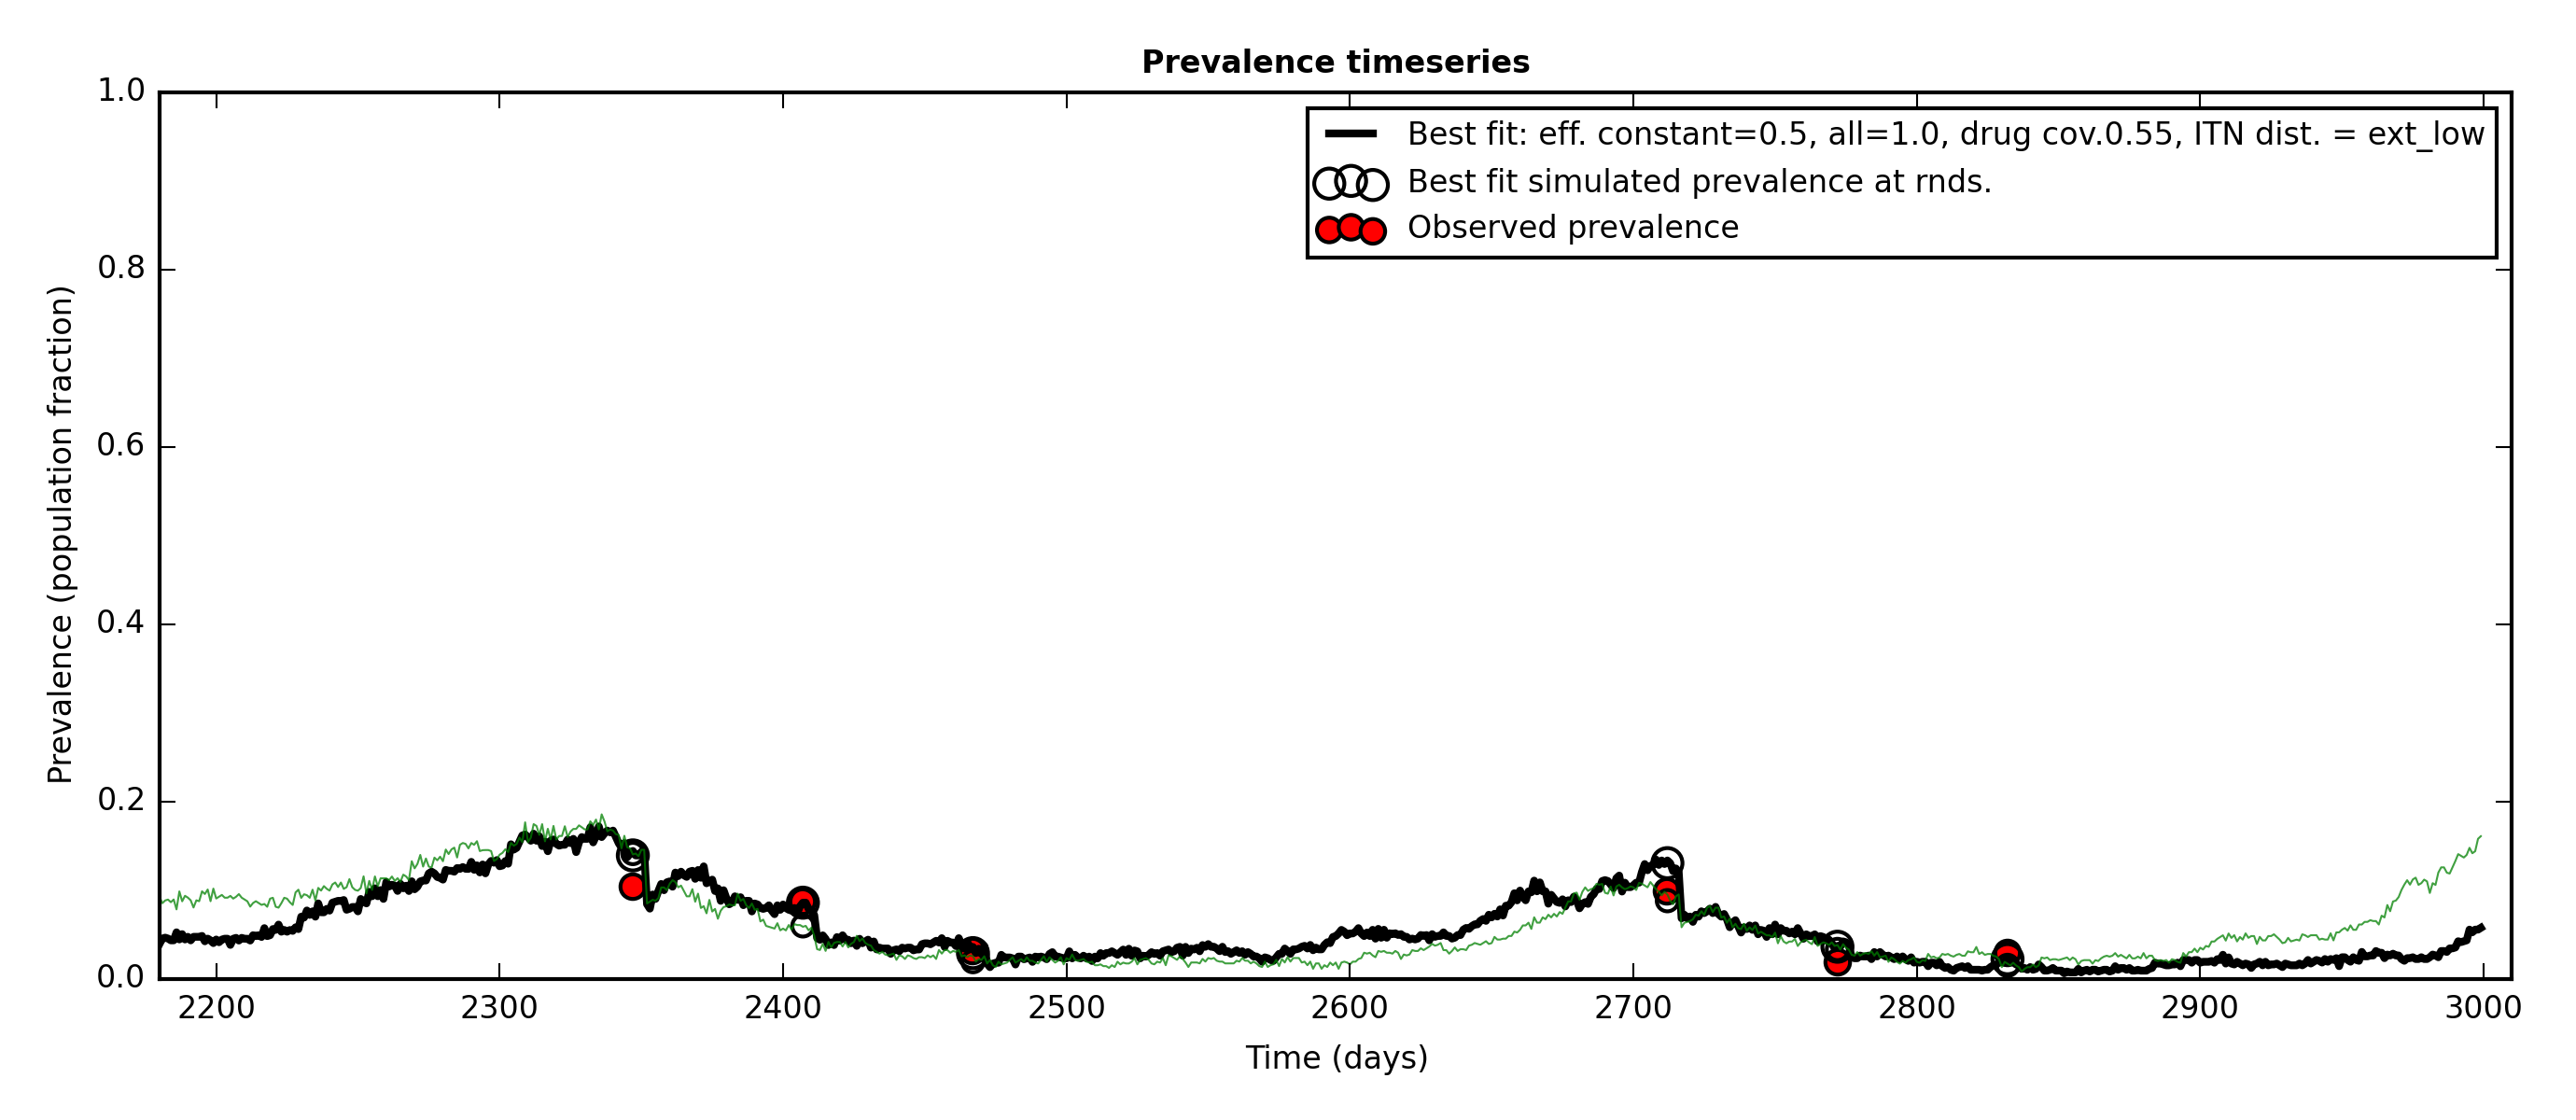 Prevalence timeseries
1.0
Best fit: eff. constant=0.5, all=1.0, drug cov.0.55, ITN dist. = ext_low
Best fit simulated prevalence at rnds.
Observed prevalence
0.8
0.6
0.4
0.2
0.0
Prevalence (population fraction)
2200 2300 2400 2500 2600 2700 2800 2900 3000
Time (days)